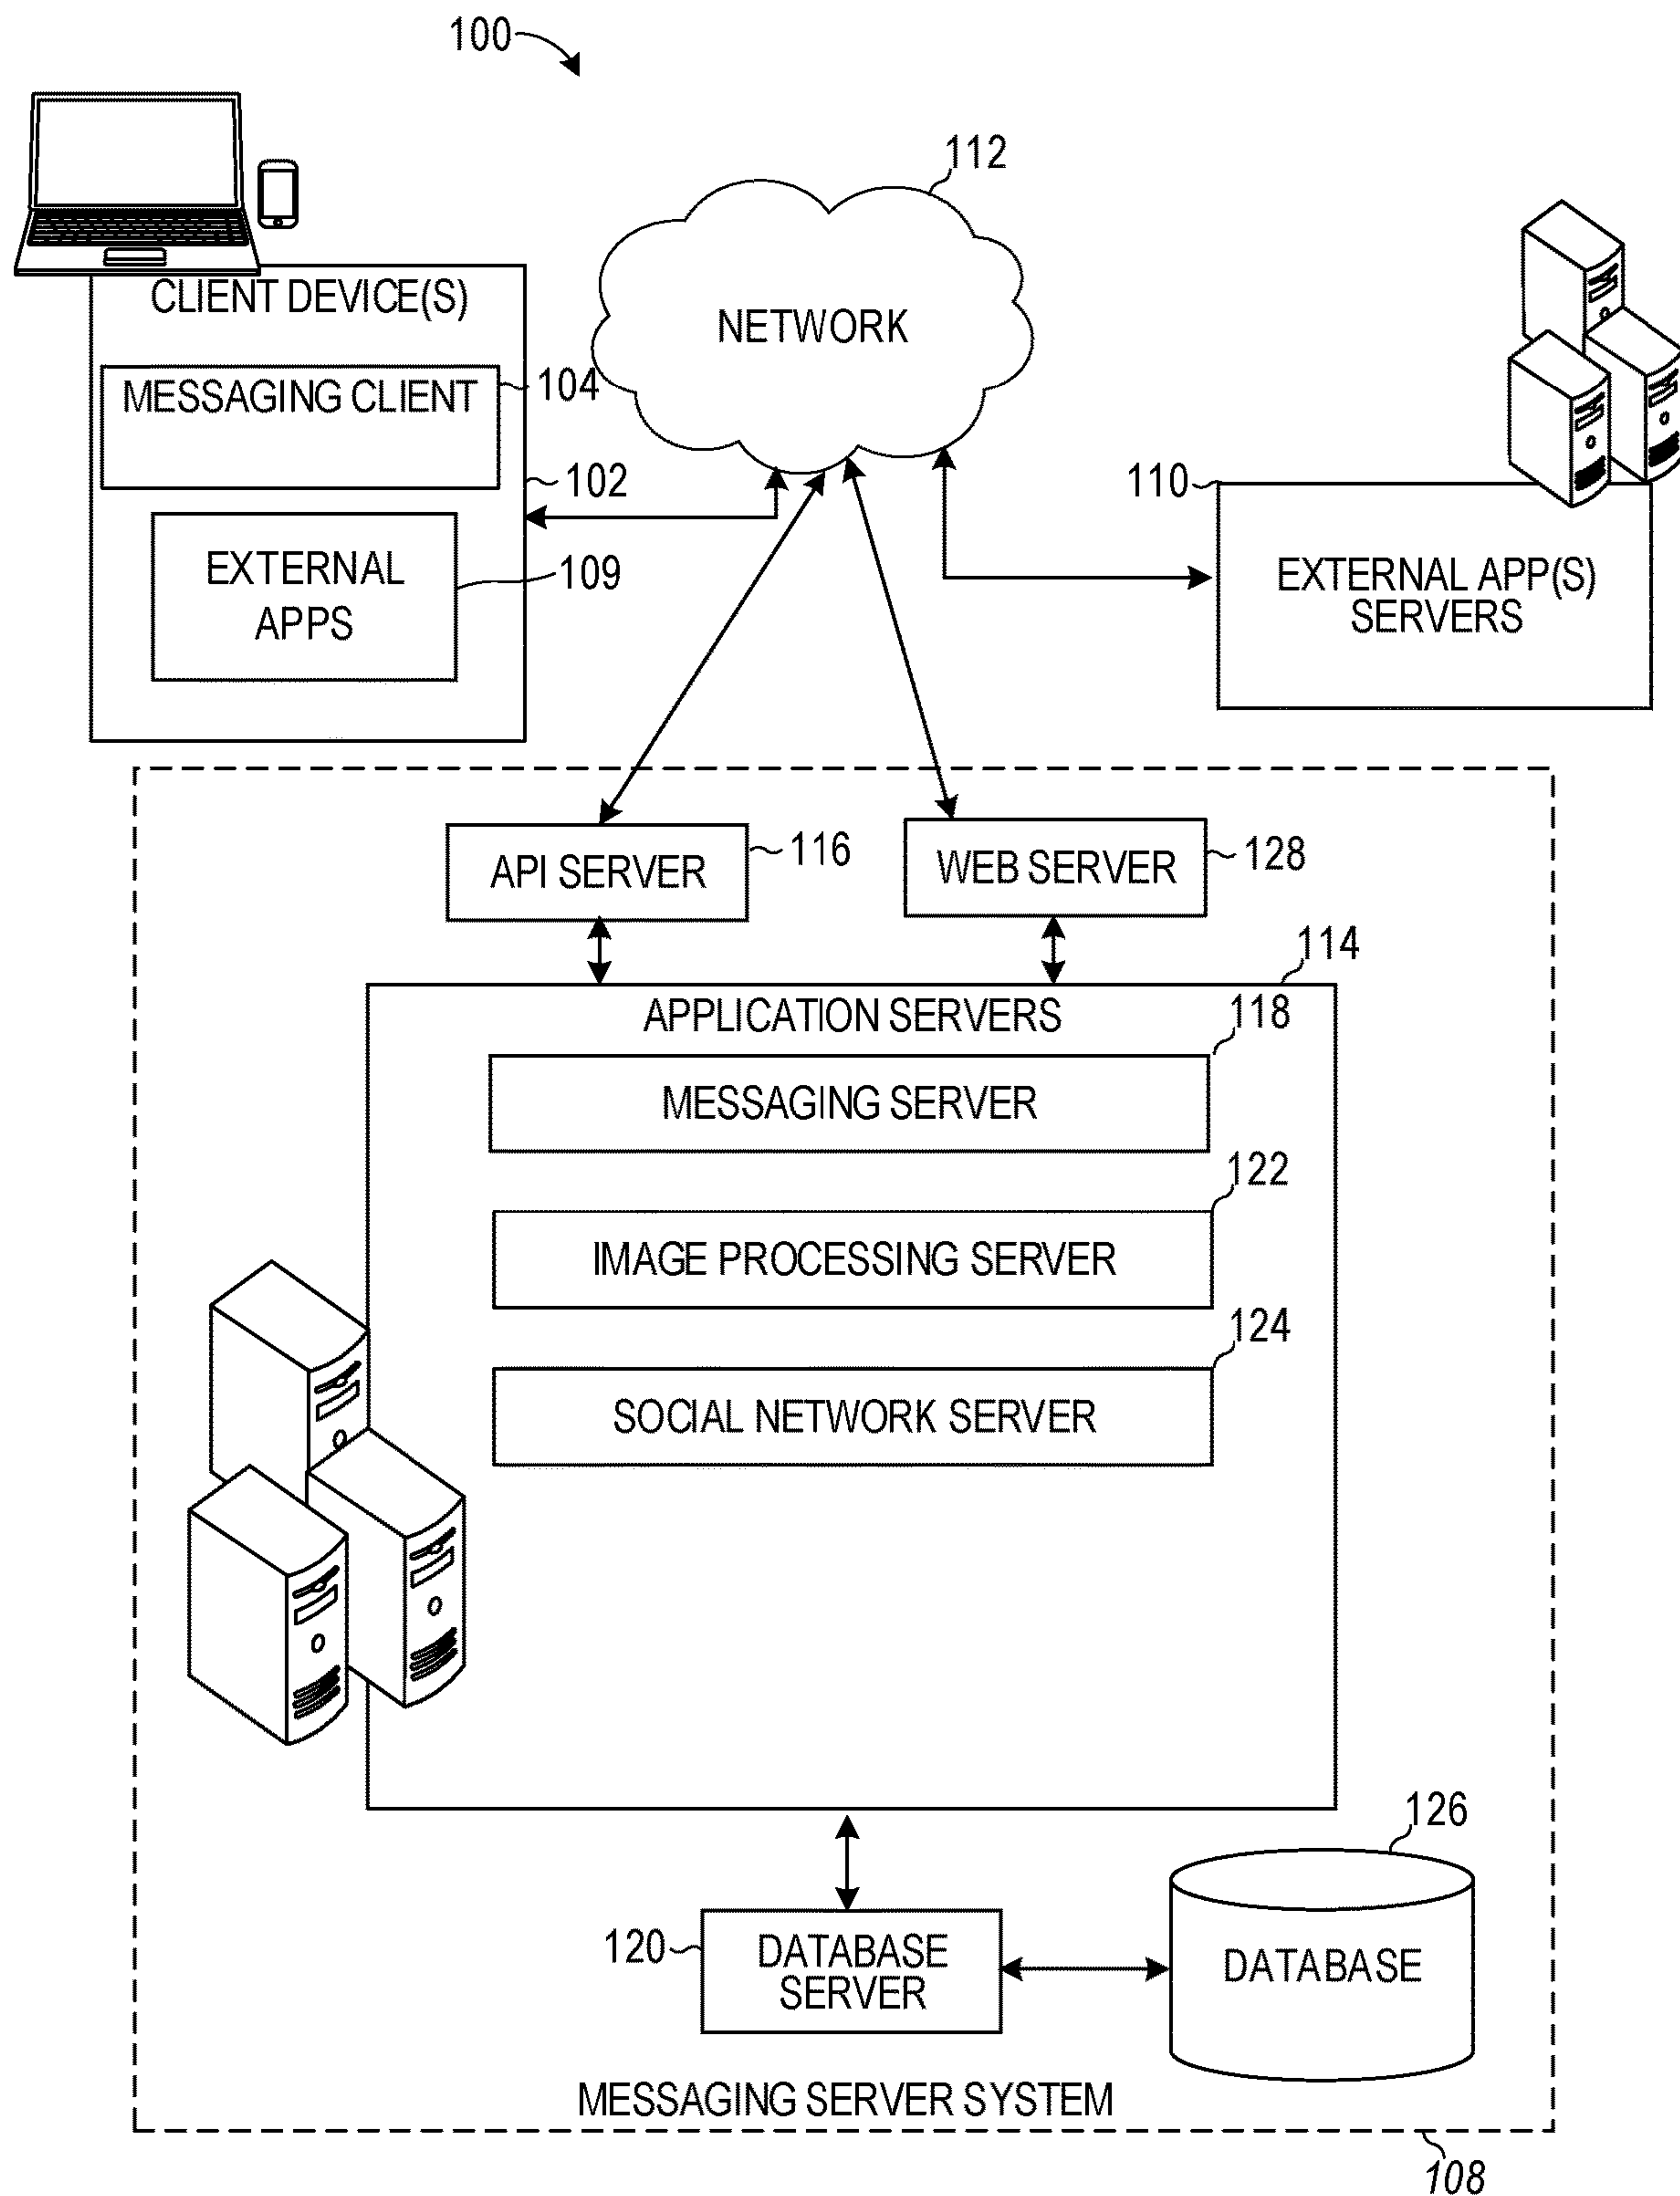 100
112
CLIENT DEVICE(S)
NETWORK
MESSAGING CLIENT
104
102
110
EXTERNAL
APPS
109
EXTERNAL APP(S)
SERVERS
API SERVER
116
WEB SERVER
128
114
APPLICATION SERVERS
118
MESSAGING SERVER
122
IMAGE PROCESSING SERVER
124
SOCIAL NETWORK SERVER
126
120
DATABASE
SERVER
DATABASE
MESSAGING SERVER SYSTEM
108